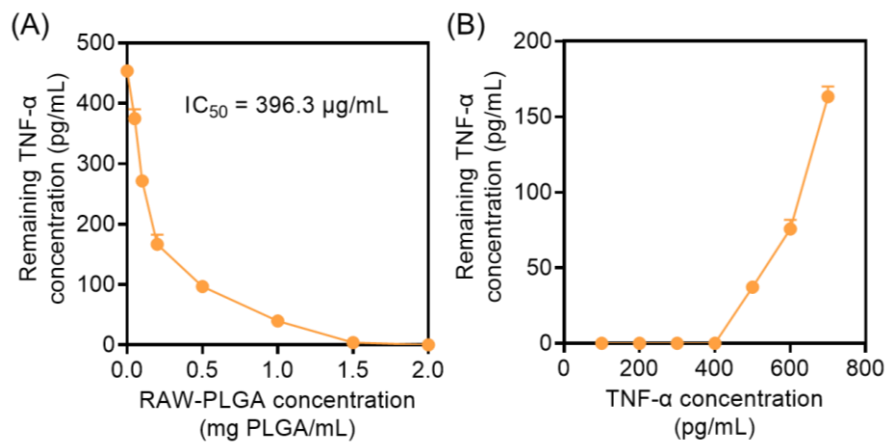 (A)
Remaining TNF-α
concentration (pg/mL)
500
400
300
200
100
0
IC₅₀ = 396.3 µg/mL
0.0 0.5 1.0 1.5 2.0
RAW-PLGA concentration
(mg PLGA/mL)
(B)
Remaining TNF-α
concentration (pg/mL)
200
150
100
50
0
0 200 400 600 800
TNF-α concentration
(pg/mL)